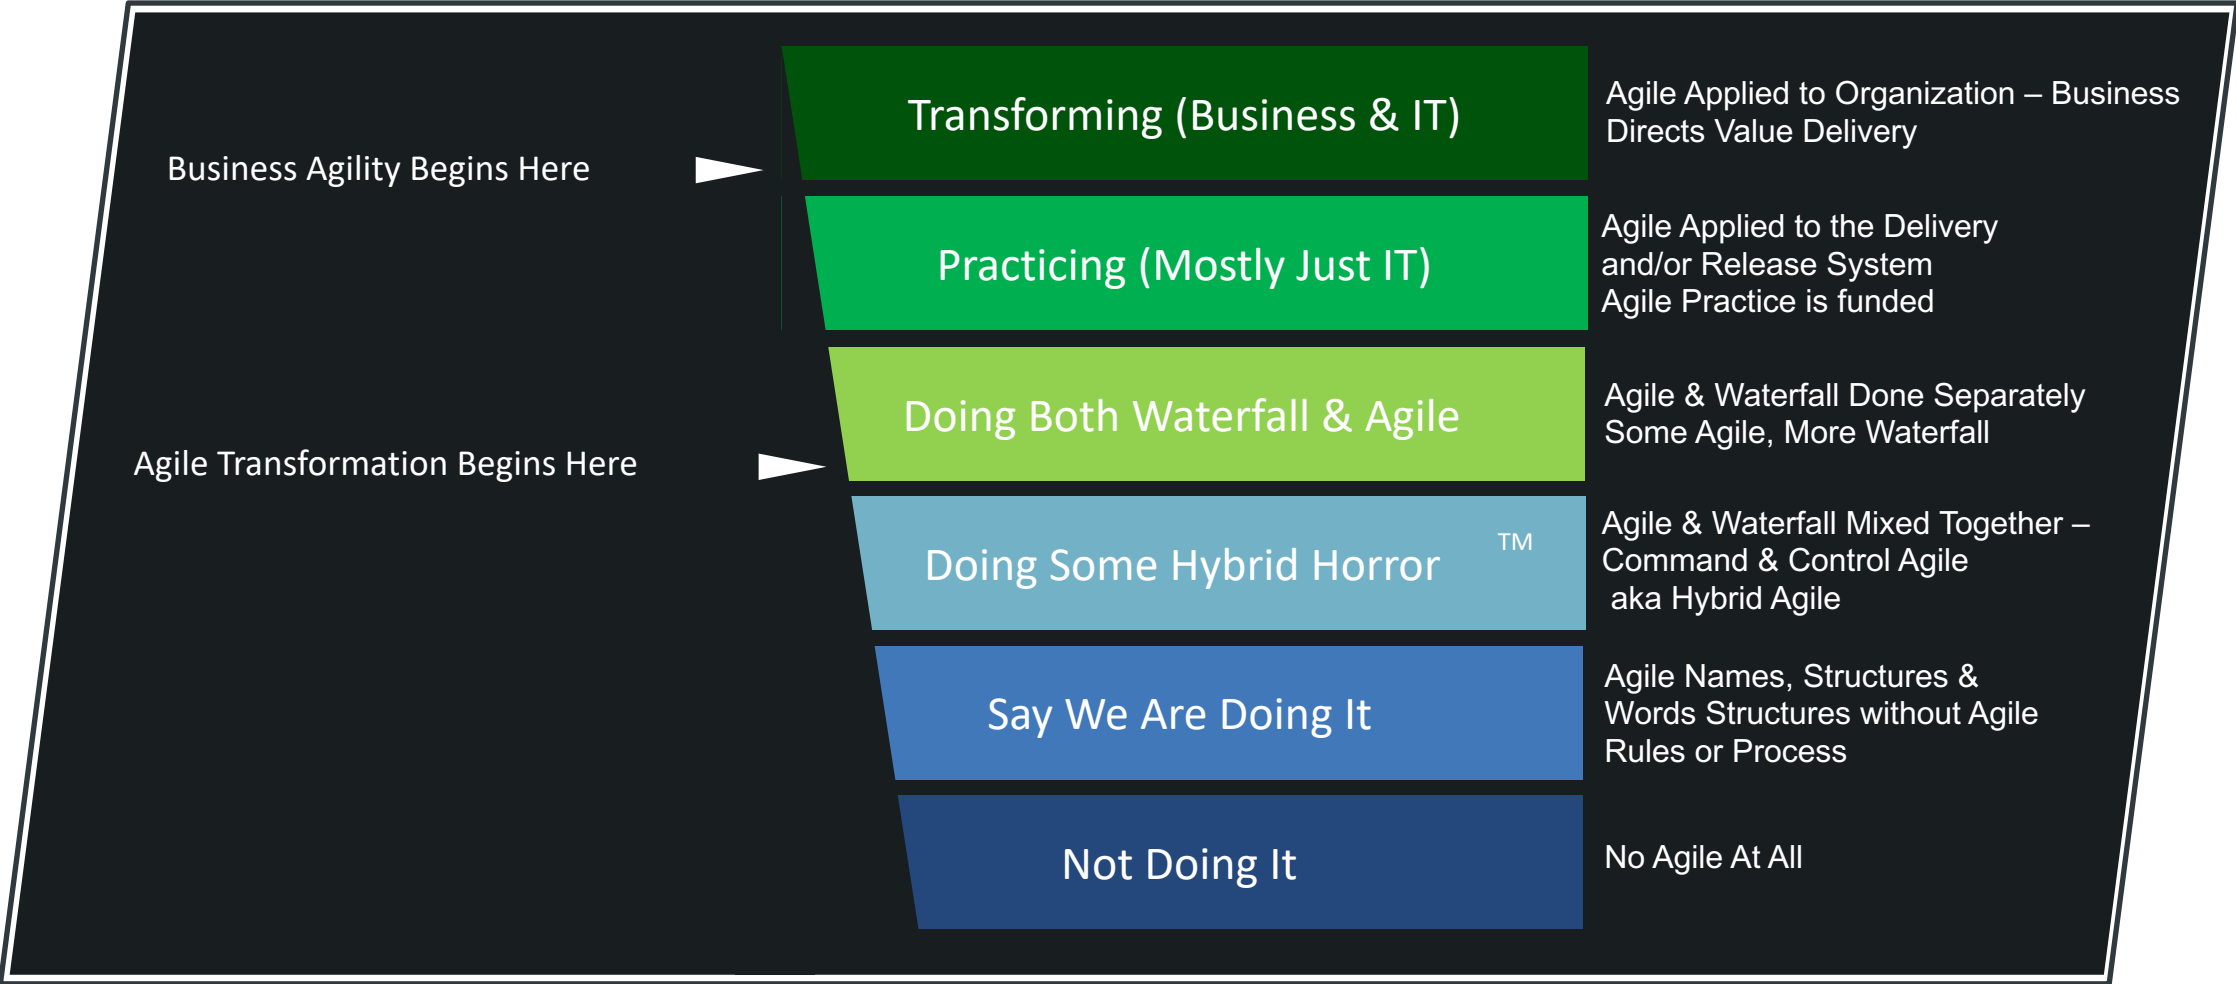 Transforming (Business & IT)
Agile Applied to Organization – Business
Directs Value Delivery
Business Agility Begins Here
Practicing (Mostly Just IT)
Agile Applied to the Delivery
and/or Release System
Agile Practice is funded
Doing Both Waterfall & Agile
Agile & Waterfall Done Separately
Some Agile, More Waterfall
Agile Transformation Begins Here
Doing Some Hybrid Horror TM
Agile & Waterfall Mixed Together –
Command & Control Agile
aka Hybrid Agile
Say We Are Doing It
Agile Names, Structures &
Words Structures without Agile
Rules or Process
Not Doing It
No Agile At All